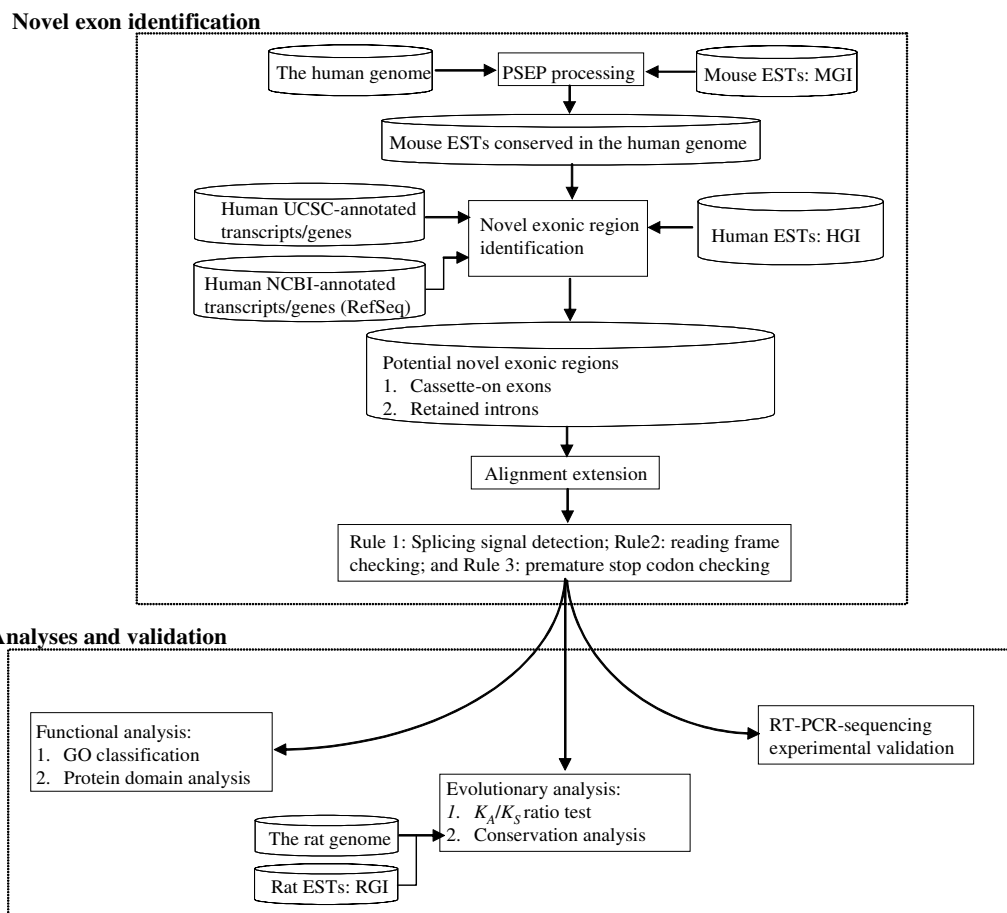 Novel exon identification
The human genome
PSEP processing
Mouse ESTs: MGI
Mouse ESTs conserved in the human genome
Human UCSC-annotated
transcripts/genes
Novel exonic region
identification
Human ESTs: HGI
Human NCBI-annotated
transcripts/genes (RefSeq)
Potential novel exonic regions
1. Cassette-on exons
2. Retained introns
Alignment extension
Rule 1: Splicing signal detection; Rule2: reading frame
checking; and Rule 3: premature stop codon checking
Analyses and validation
Functional analysis:
1. GO classification
2. Protein domain analysis
RT-PCR-sequencing
experimental validation
Evolutionary analysis:
1. KA/KS ratio test
2. Conservation analysis
The rat genome
Rat ESTs: RGI